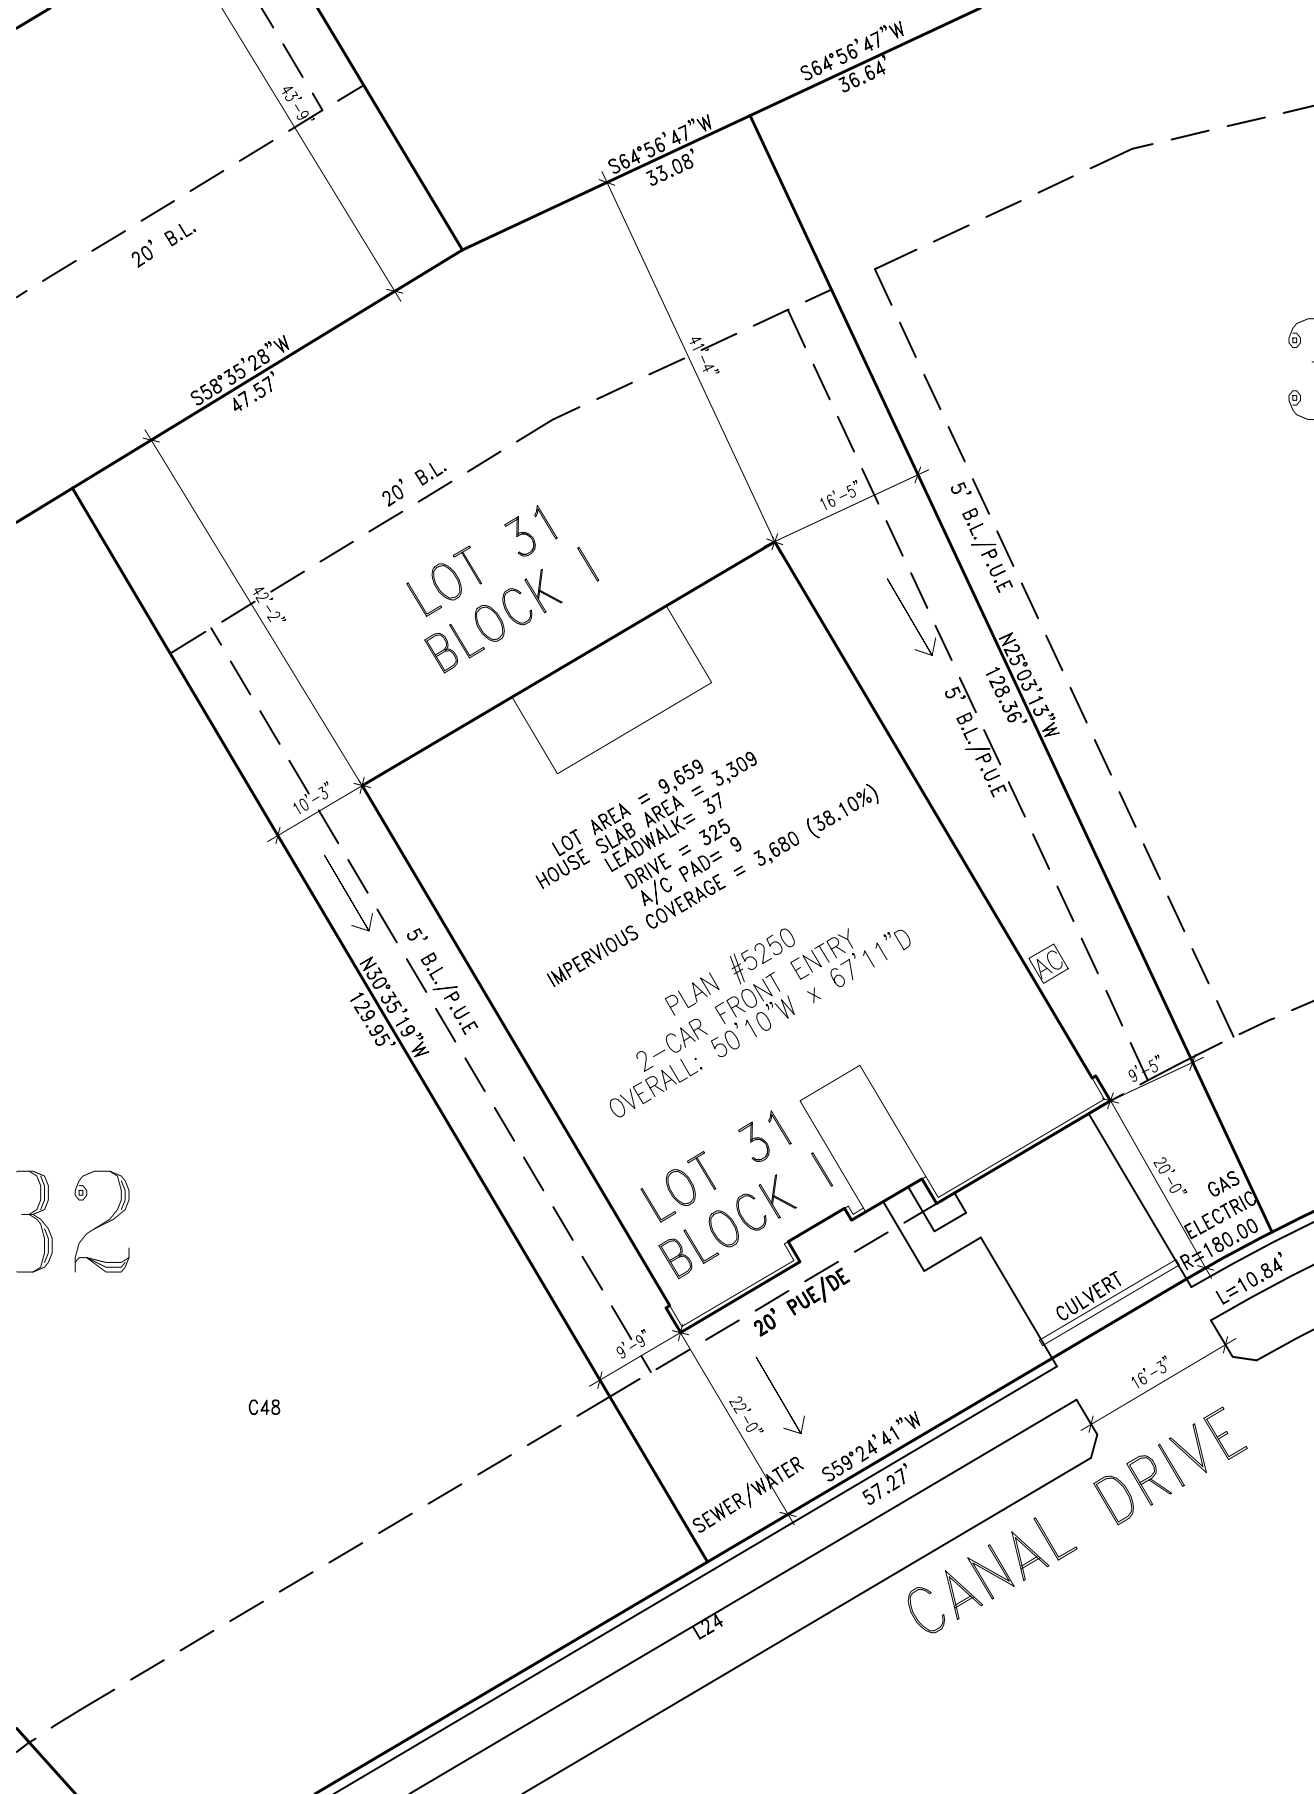 S64°56'47"W
36.64'
43'-9"
S64°56'47"W
33.08'
20' B.L.
S58°35'28"W
47.57'
41'-4"
20' B.L.
16'-5"
5' B.L./P.U.E
LOT 31
BLOCK I
42'-2"
N25°03'13"W
128.36'
5' B.L./P.U.E
10'-3"
LOT AREA = 9,659
HOUSE SLAB AREA = 3,309
LEADWALK= 37
DRIVE = 325
A/C PAD= 9
IMPERVIOUS COVERAGE = 3,680 (38.10%)
5' B.L./P.U.E
N30°35'19"W
129.95'
PLAN #5250
2-CAR FRONT ENTRY
OVERALL: 50'10"W x 67'11"D
AC
9'-5"
LOT 31
BLOCK I
20'-0"
GAS
ELECTRIC
R=180.00
L=10.84'
32
CULVERT
20' PUE/DE
9'-9"
16'-3"
C48
22'-0"
S59°24'41"W
57.27'
SEWER/WATER
CANAL DRIVE
L24